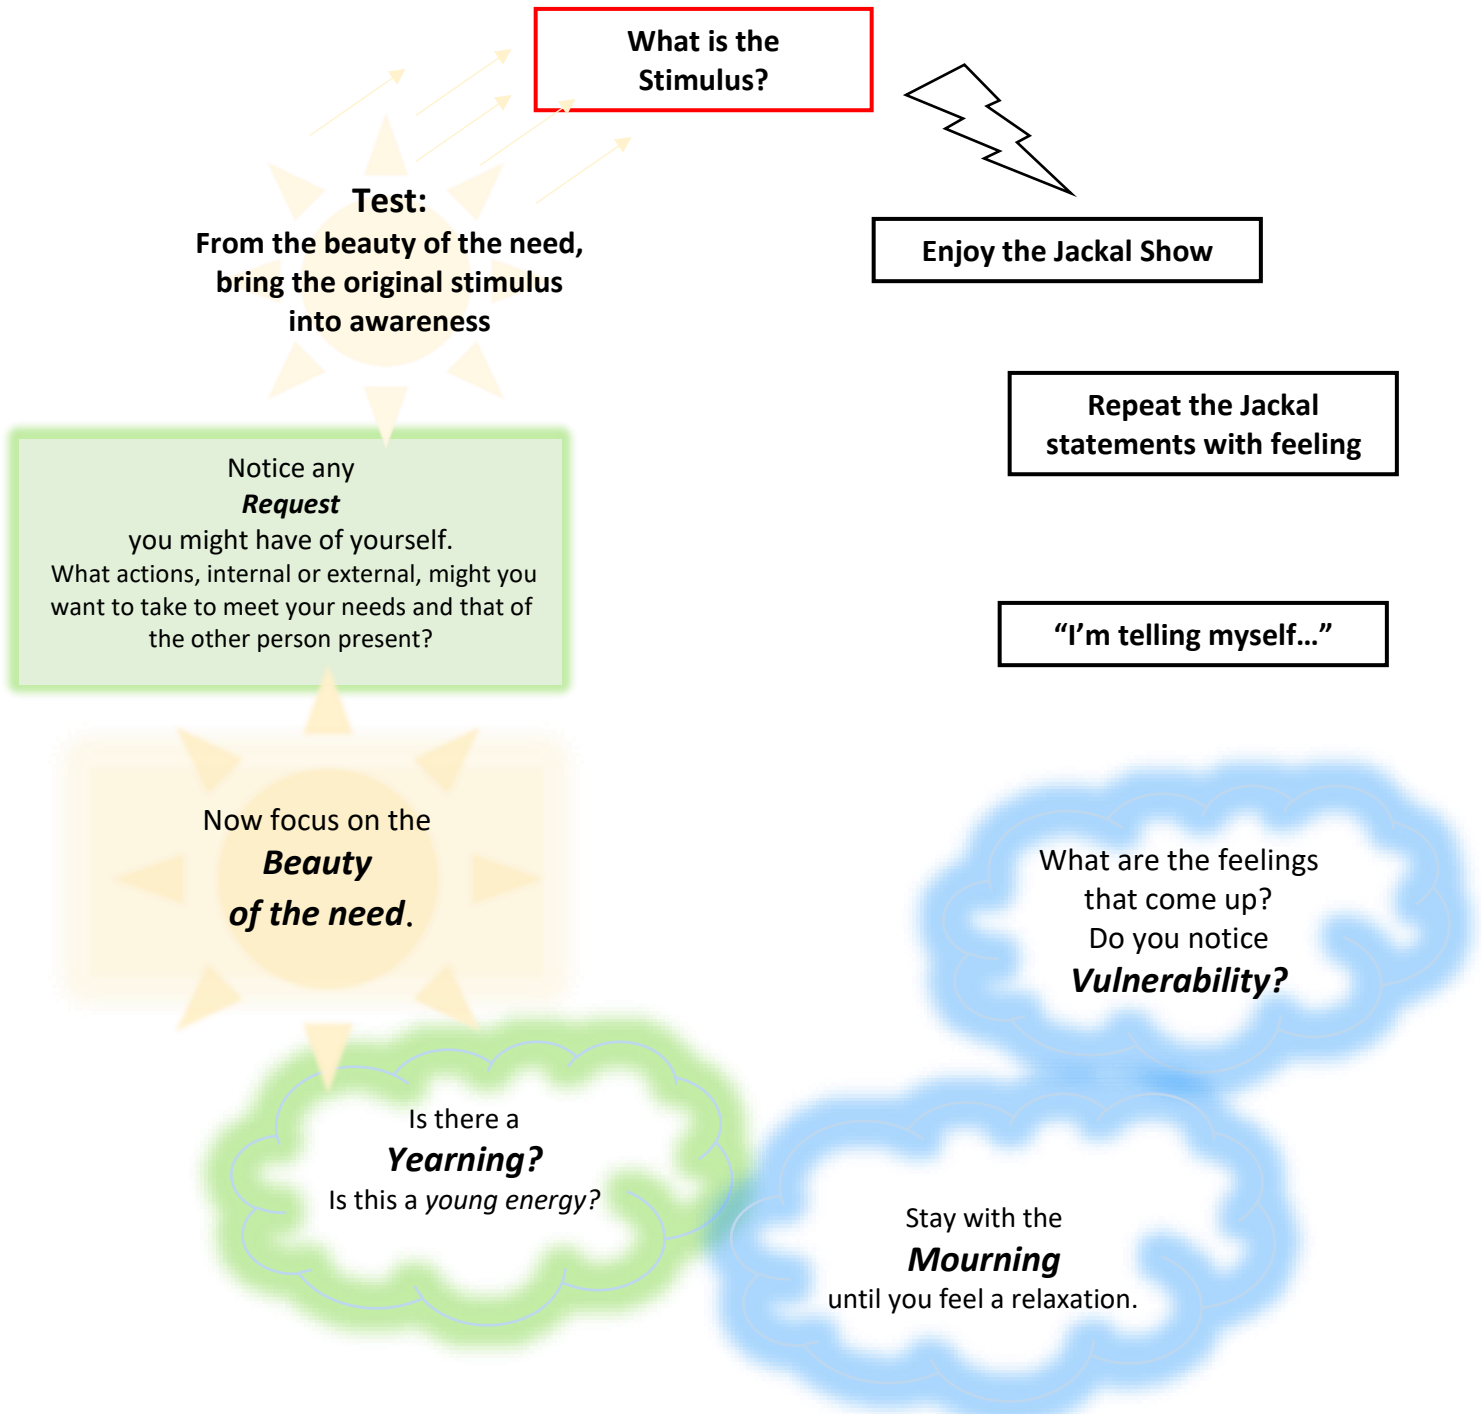 What is the
Stimulus?
Enjoy the Jackal Show
Repeat the Jackal
statements with feeling
“I’m telling myself…”
What are the feelings
that come up?
Do you notice
Vulnerability?
Stay with the
Mourning
until you feel a relaxation.
Is there a
Yearning?
Is this a young energy?
Now focus on the
Beauty
of the need.
Notice any
Request
you might have of yourself.
What actions, internal or external, might you
want to take to meet your needs and that of
the other person present?
Test:
From the beauty of the need,
bring the original stimulus
into awareness